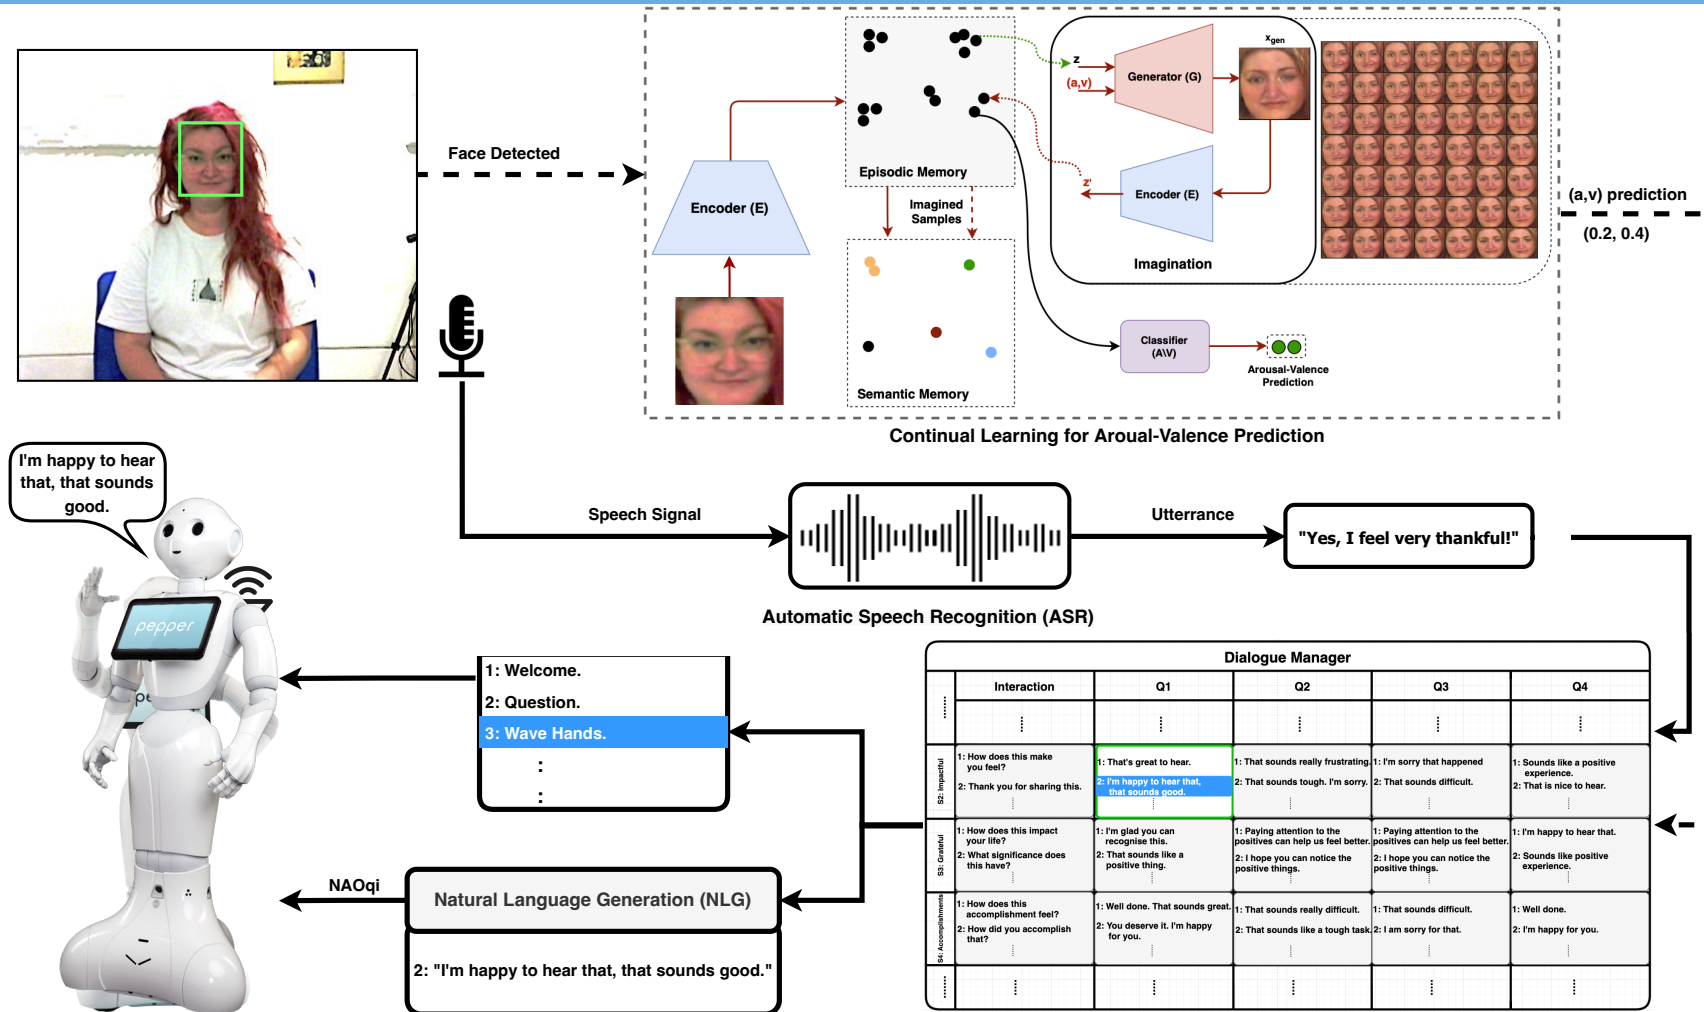 Face Detected
Encoder (E)
Episodic Memory
Imagined
Samples
Semantic Memory
z
(a,v)
Generator (G)
xgen
z'
Encoder (E)
Imagination
Classifier
(A\V)
Arousal-Valence
Prediction
(a,v) prediction
(0.2, 0.4)
Continual Learning for Aroual-Valence Prediction
I'm happy to hear
that, that sounds
good.
pepper
Speech Signal
Utterrance
"Yes, I feel very thankful!"
Automatic Speech Recognition (ASR)
1: Welcome.
2: Question.
3: Wave Hands.
:
:
NAOqi
Natural Language Generation (NLG)
2: "I'm happy to hear that, that sounds good."
Dialogue Manager
Interaction
Q1
Q2
Q3
Q4
S2: Impactful
1: How does this make
you feel?
2: Thank you for sharing this.
1: That's great to hear.
2: I'm happy to hear that,
that sounds good.
1: That sounds really frustrating.
2: That sounds tough. I'm sorry.
1: I'm sorry that happened
2: That sounds difficult.
1: Sounds like a positive
experience.
2: That is nice to hear.
S3: Grateful
1: How does this impact
your life?
2: What significance does
this have?
1: I'm glad you can
recognise this.
2: That sounds like a
positive thing.
1: Paying attention to the
positives can help us feel better.
2: I hope you can notice the
positive things.
1: Paying attention to the
positives can help us feel better.
2: I hope you can notice the
positive things.
1: I'm happy to hear that.
2: Sounds like positive
experience.
S4: Accomplishments
1: How does this
accomplishment feel?
2: How did you accomplish
that?
1: Well done. That sounds great.
2: You deserve it. I'm happy
for you.
1: That sounds really difficult.
2: That sounds like a tough task.
1: That sounds difficult.
2: I am sorry for that.
1: Well done.
2: I'm happy for you.